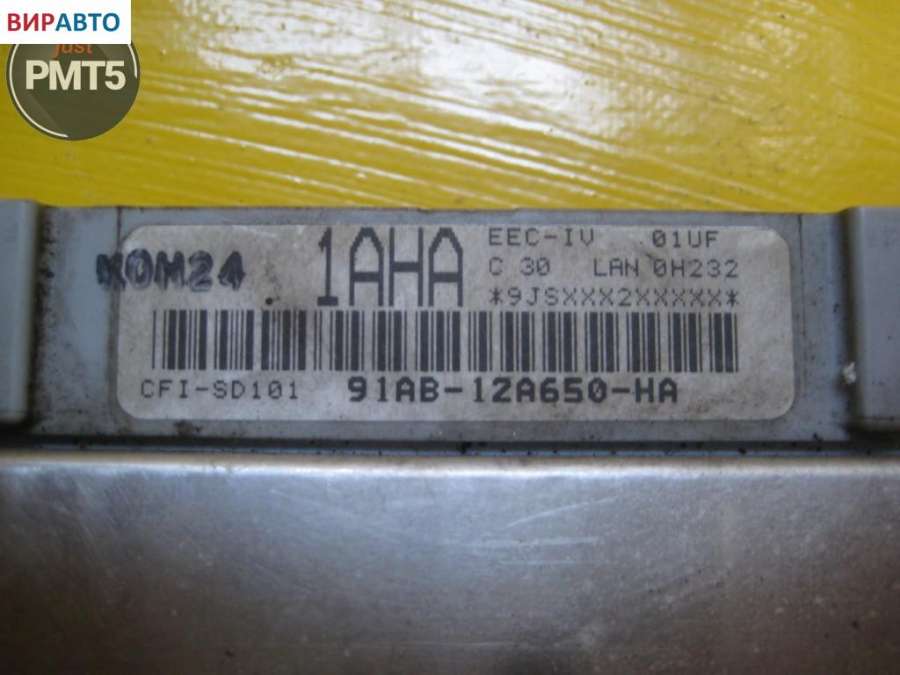 ВИРАВТО
just
PMT5
KOM24
1AHA
EEC-IV 01UF
C 30 LAN 0H232
*9JSXXX2XXXXX*
CFI-SD101 91AB-12A650-HA